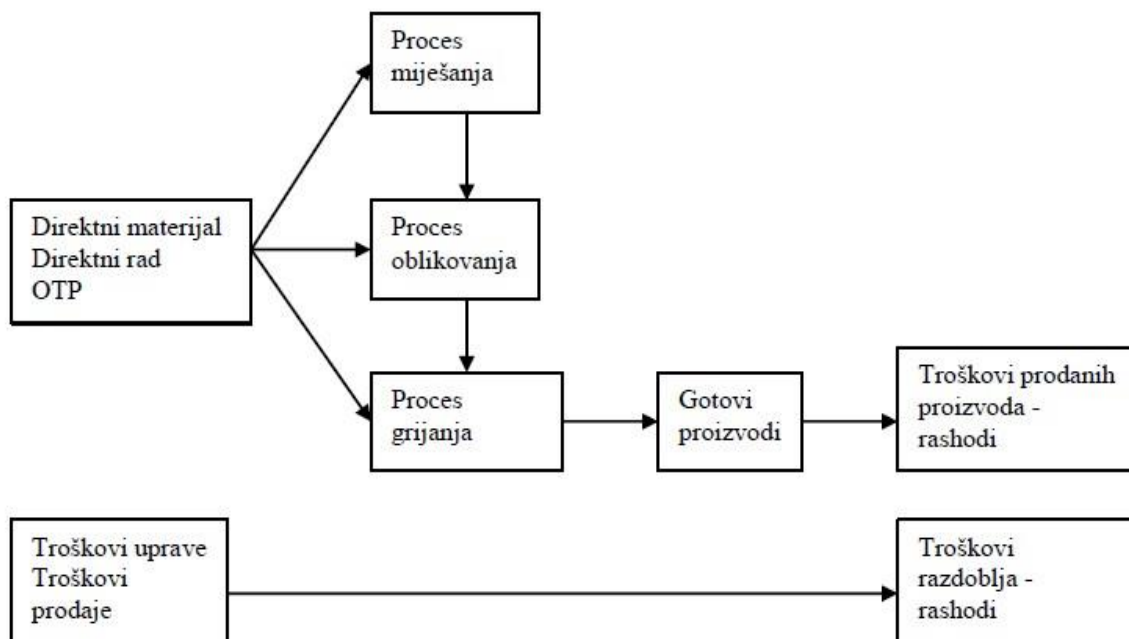 Proces
miješanja
Direktni materijal
Direktni rad
OTP
Proces
oblikovanja
Proces
grijanja
Gotovi
proizvodi
Troškovi prodanih
proizvoda -
rashodi
Troškovi uprave
Troškovi
prodaje
Troškovi
razdoblja -
rashodi